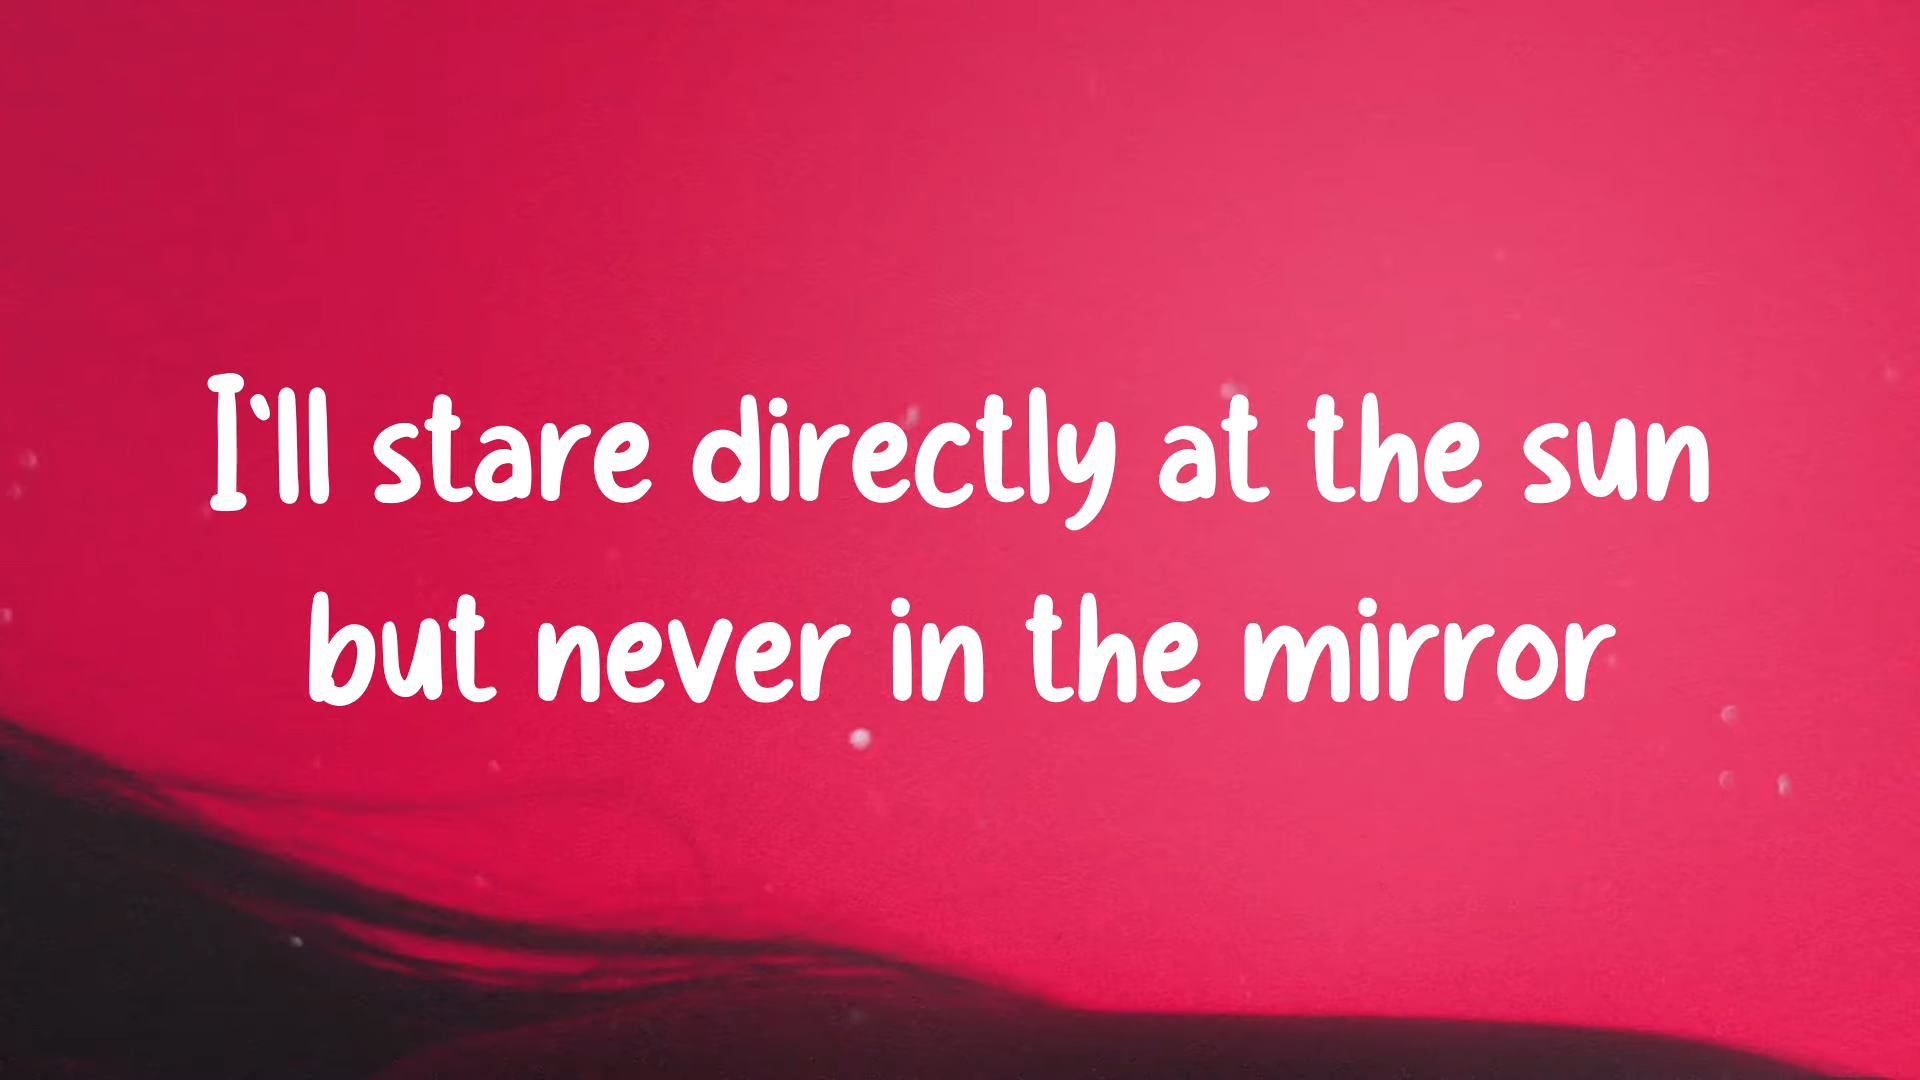 I'll stare directly at the sun
but never in the mirror